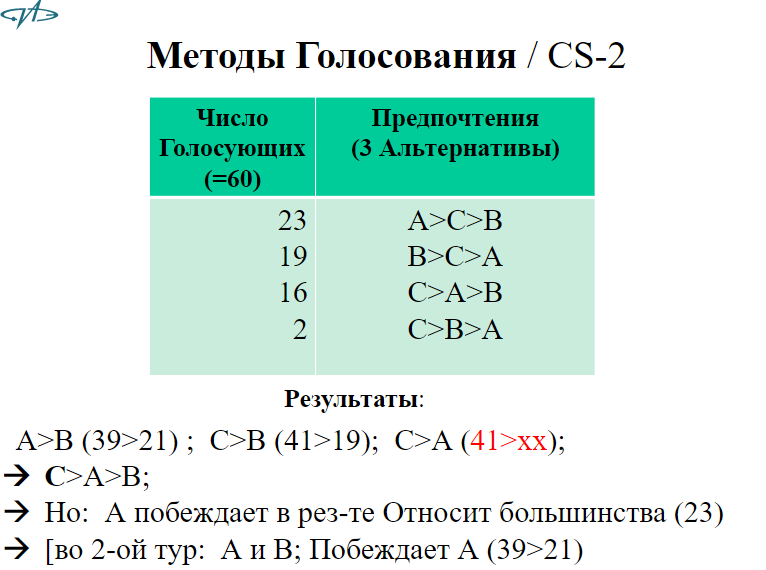 Методы Голосования / CS-2
Число
Голосующих
(=60)
Предпочтения
(3 Альтернативы)
23 A>C>B
19 B>C>A
16 C>A>B
2 C>B>A
Результаты:
A>B (39>21) ; C>B (41>19); C>A (41>xx);
➔ C>A>B;
➔ Но: А побеждает в рез-те Относит большинства (23)
➔ [во 2-ой тур: А и В; Побеждает А (39>21)